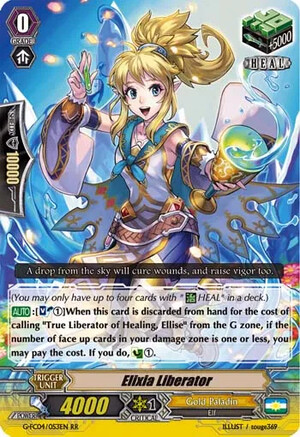 0
GRADE
+5000
HEAL
SHIELD
10000
A drop from the sky will cure wounds, and raise vigor too.
(You may only have up to four cards with " HEAL" in a deck.)
AUTO : [V 1] When this card is discarded from hand for the cost of
calling "True Liberator of Healing, Ellise" from the G zone, if the
number of face up cards in your damage zone is one or less, you
may pay the cost. If you do, 1.
TRIGGER
UNIT
Elixia Liberator
POWER
4000
1
CRITICAL
Gold Paladin
Elf
G-FC04/053EN RR
ILLUST / touge369